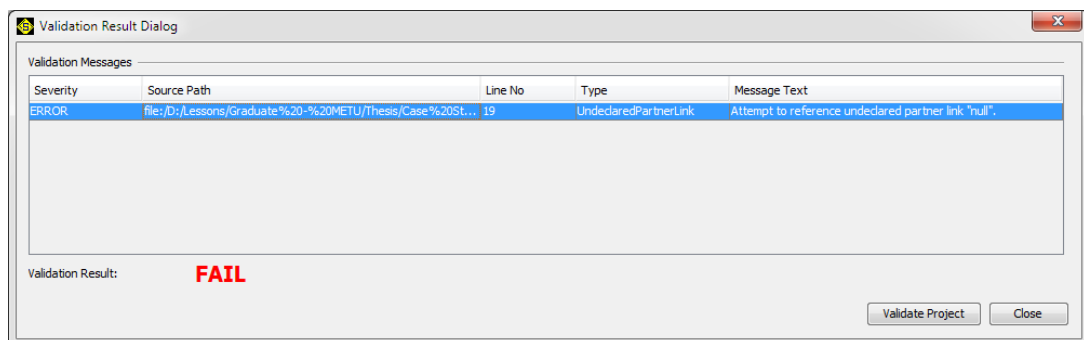 Validation Result Dialog
Validation Messages
Severity Source Path Line No Type Message Text
ERROR file:/D:/Lessons/Graduate%20-%20METU/Thesis/Case%20St... 19 UndeclaredPartnerLink Attempt to reference undeclared partner link "null".
Validation Result: FAIL
Validate Project Close